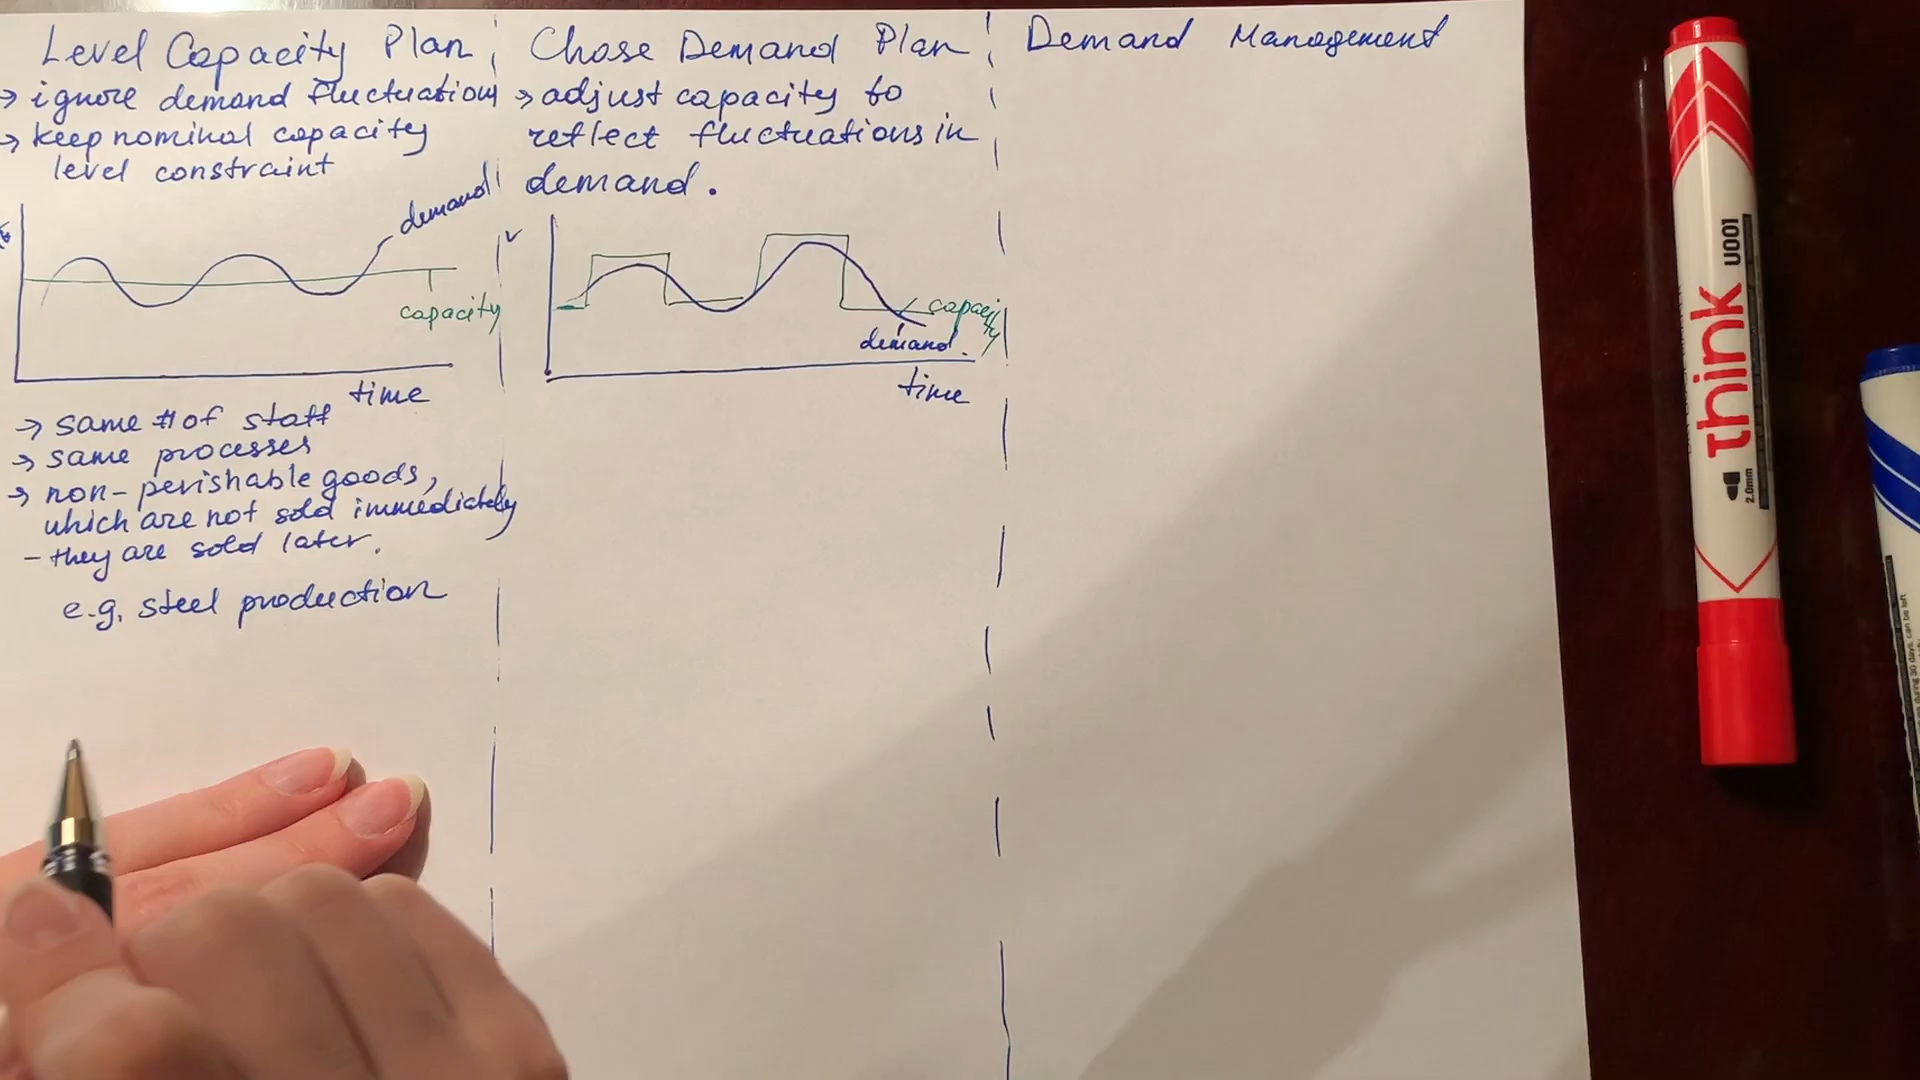 Level Capacity Plan
→ ignore demand fluctuation
→ keep nominal capacity
level constraint
demand
capacity
time
→ same # of staff
→ same processes
→ non-perishable goods,
which are not sold immediately
- they are sold later.
e.g. steel production
Chase Demand Plan
→ adjust capacity to
reflect fluctuations in
demand.
capacity
demand.
time
Demand Management
think
U001
2.0mm